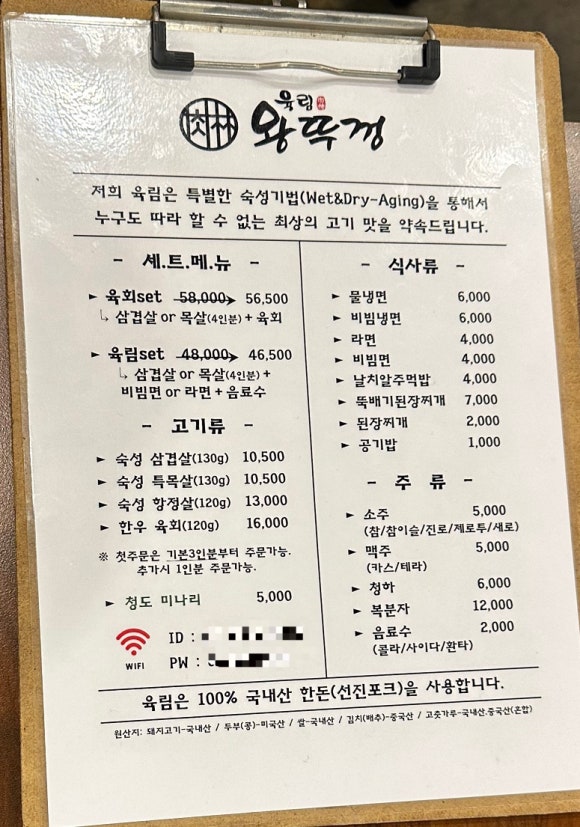 肉林
육림
왕뚜껑
저희 육림은 특별한 숙성기법(Wet&Dry-Aging)을 통해서
누구도 따라 할 수 없는 최상의 고기 맛을 약속드립니다.
- 세.트.메.뉴 -
► 육회set 58,000→ 56,500
↳ 삼겹살 or 목살(4인분) + 육회
► 육림set 48,000→ 46,500
↳ 삼겹살 or 목살(4인분) +
비빔면 or 라면 + 음료수
- 고기류 -
► 숙성 삼겹살(130g) 10,500
► 숙성 특목살(130g) 10,500
► 숙성 항정살(120g) 13,000
► 한우 육회(120g) 16,000
※ 첫주문은 기본3인분부터 주문가능.
추가시 1인분 주문가능.
► 청도 미나리 5,000
WIFI
ID :
PW :
- 식사류 -
► 물냉면 6,000
► 비빔냉면 6,000
► 라면 4,000
► 비빔면 4,000
► 날치알주먹밥 4,000
► 뚝배기된장찌개 7,000
► 된장찌개 2,000
► 공기밥 1,000
- 주 류 -
► 소주 5,000
(참/참이슬/진로/제로투/새로)
► 맥주 5,000
(카스/테라)
► 청하 6,000
► 복분자 12,000
► 음료수 2,000
(콜라/사이다/환타)
육림은 100% 국내산 한돈(선진포크)을 사용합니다.
원산지: 돼지고기-국내산 / 두부(콩)-미국산 / 쌀-국내산 / 김치(배추)-중국산 / 고춧가루-국내산.중국산(혼합)